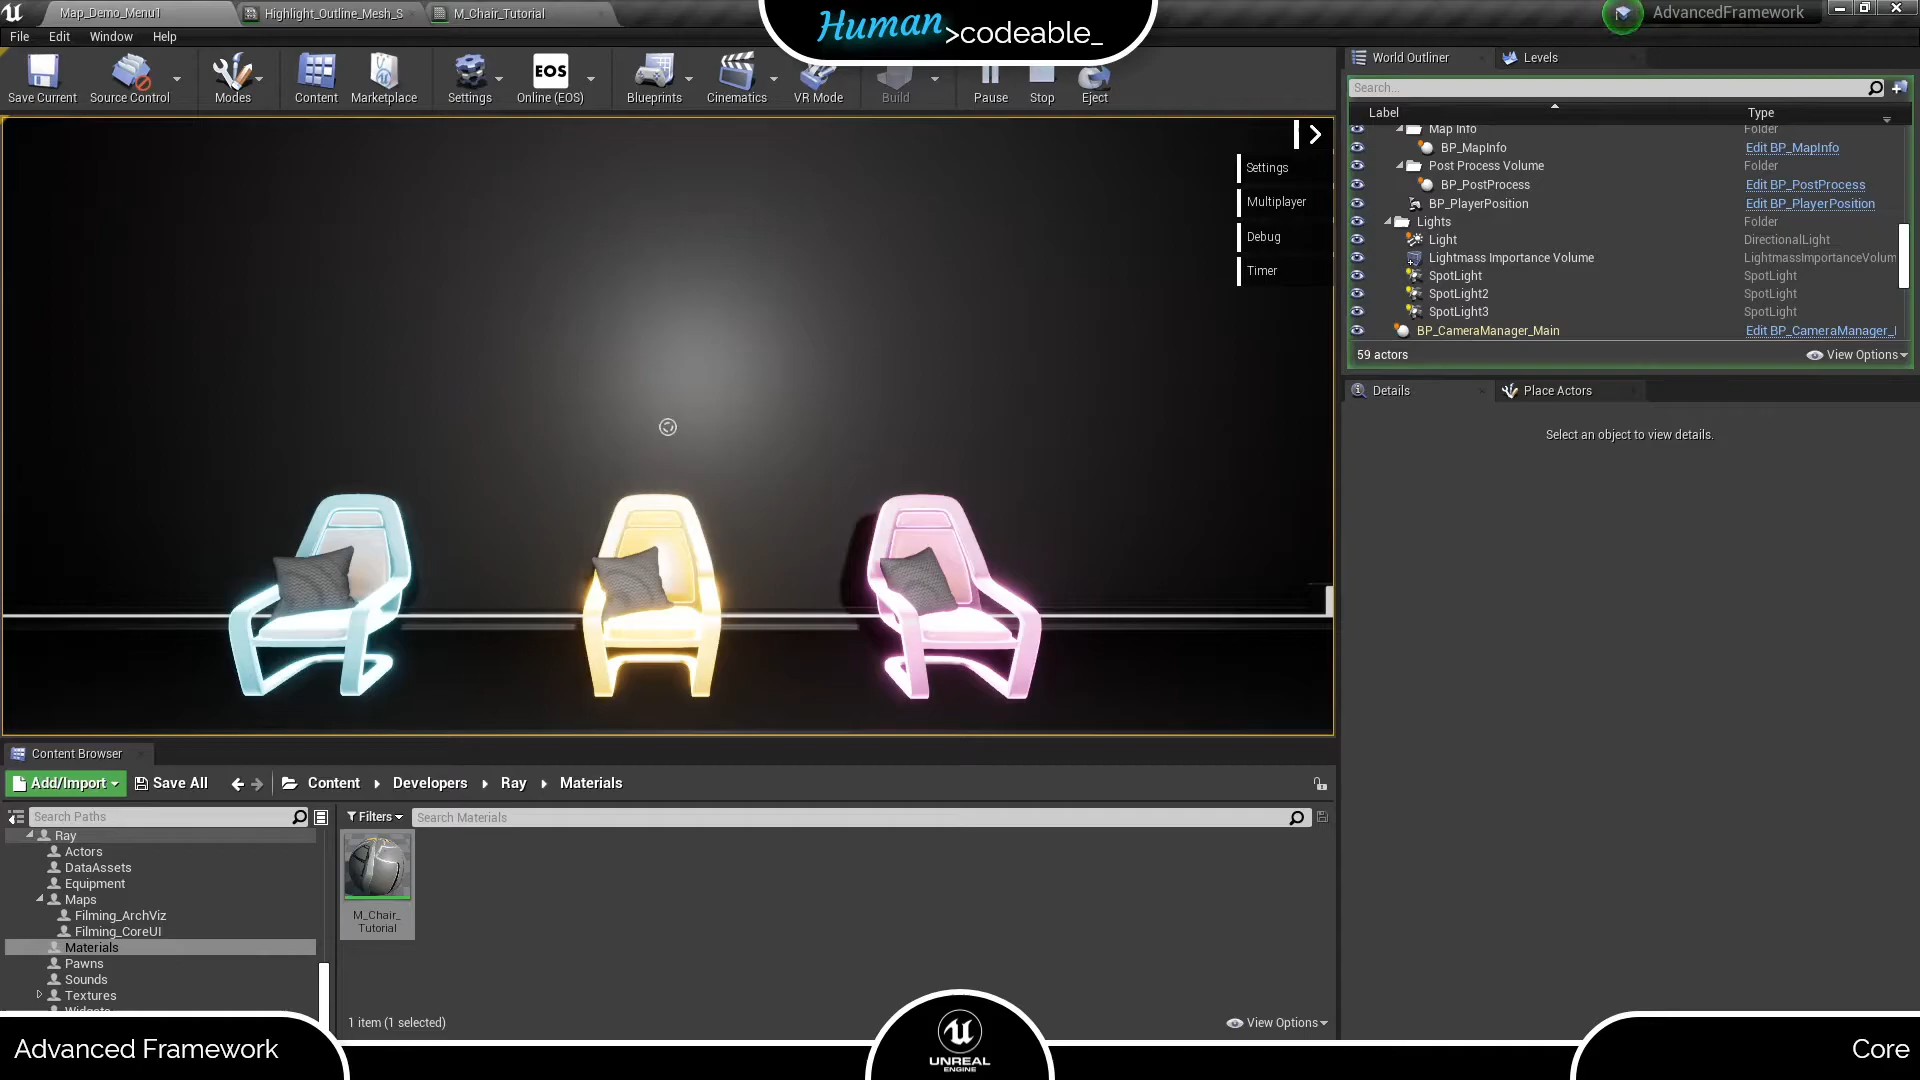 Map_Demo_Menu1
Highlight_Outline_Mesh_S
M_Chair_Tutorial
Human >codeable_
AdvancedFramework
File Edit Window Help
Save Current
Source Control
Modes
Content
Marketplace
Settings
EOS
Online (EOS)
Blueprints
Cinematics
VR Mode
Build
Pause
Stop
Eject
Settings
Multiplayer
Debug
Timer
World Outliner
Levels
Search...
Label Type
Map Info Folder
BP_MapInfo Edit BP_MapInfo
Post Process Volume Folder
BP_PostProcess Edit BP_PostProcess
BP_PlayerPosition Edit BP_PlayerPosition
Lights Folder
Light DirectionalLight
Lightmass Importance Volume LightmassImportanceVolum
SpotLight SpotLight
SpotLight2 SpotLight
SpotLight3 SpotLight
BP_CameraManager_Main Edit BP_CameraManager_
59 actors View Options
Details
Place Actors
Select an object to view details.
Content Browser
Add/Import Save All Content Developers Ray Materials
Search Paths
Filters
Search Materials
Ray
Actors
DataAssets
Equipment
Maps
Filming_ArchViz
Filming_CoreUI
Materials
Pawns
Sounds
Textures
M_Chair_
Tutorial
1 item (1 selected)
View Options
Advanced Framework
UNREAL
ENGINE
Core